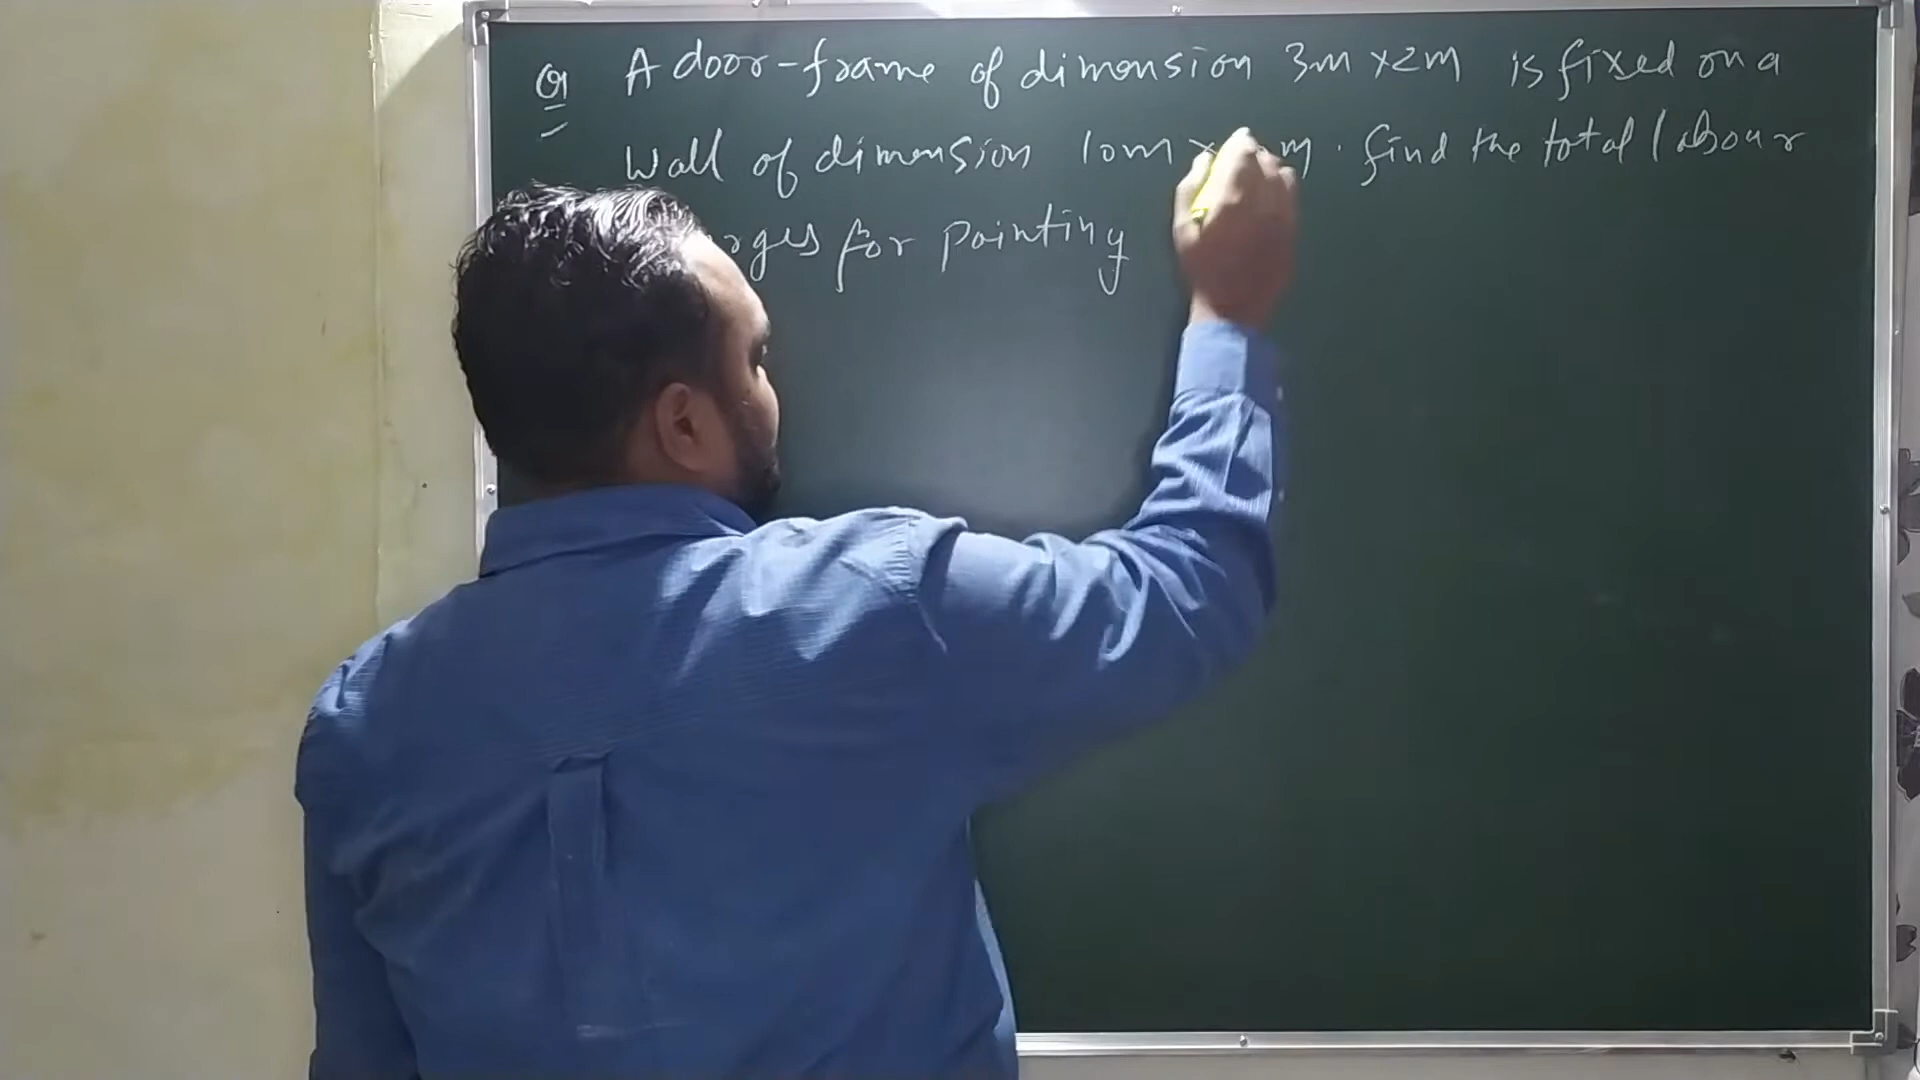 Q A door-frame of dimension 3m x2m is fixed on a
Wall of dimension 10m x m. find the total labour
for painting